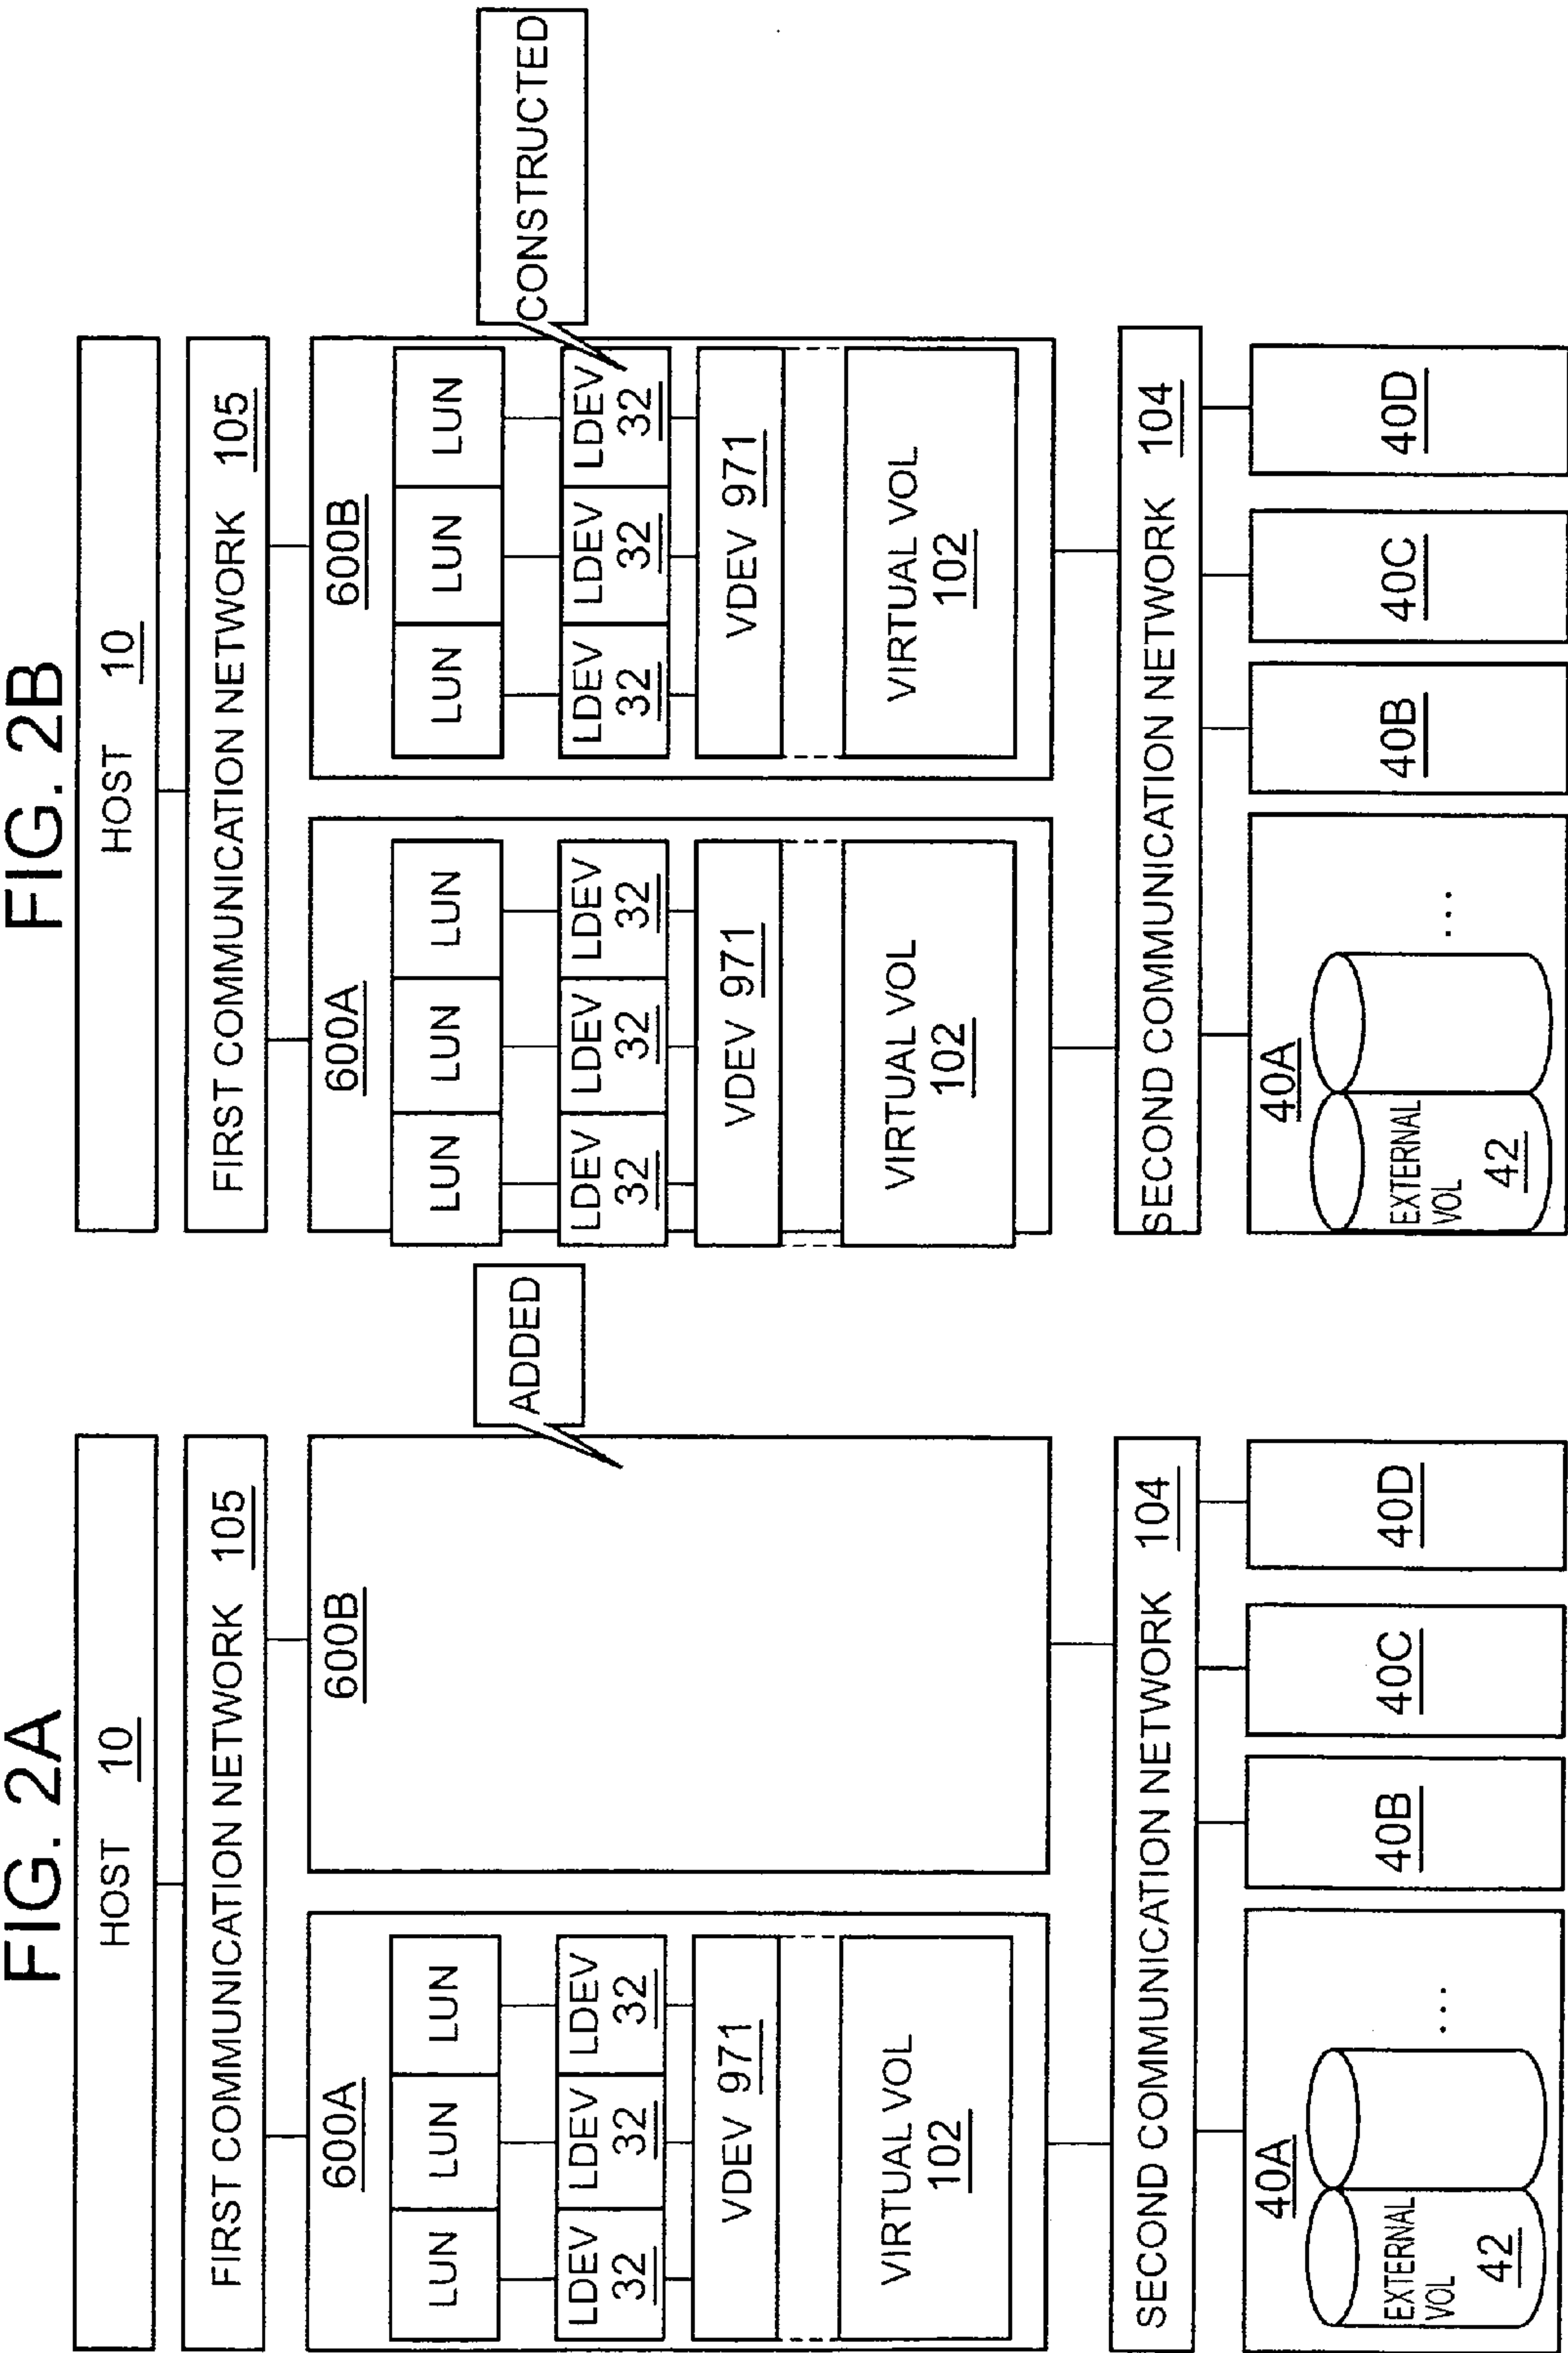 FIG. 2A
HOST 10
FIRST COMMUNICATION NETWORK 105
600A
LUN LUN LUN
LDEV LDEV LDEV
32 32 32
VDEV 971
VIRTUAL VOL
102
600B
ADDED
SECOND COMMUNICATION NETWORK 104
40A
EXTERNAL
VOL
42
...
40B
40C
40D
FIG. 2B
HOST 10
FIRST COMMUNICATION NETWORK 105
600A
LUN LUN LUN
LDEV LDEV LDEV
32 32 32
VDEV 971
VIRTUAL VOL
102
600B
LUN LUN LUN
LDEV LDEV LDEV
32 32 32
VDEV 971
VIRTUAL VOL
102
CONSTRUCTED
SECOND COMMUNICATION NETWORK 104
40A
EXTERNAL
VOL
42
...
40B
40C
40D